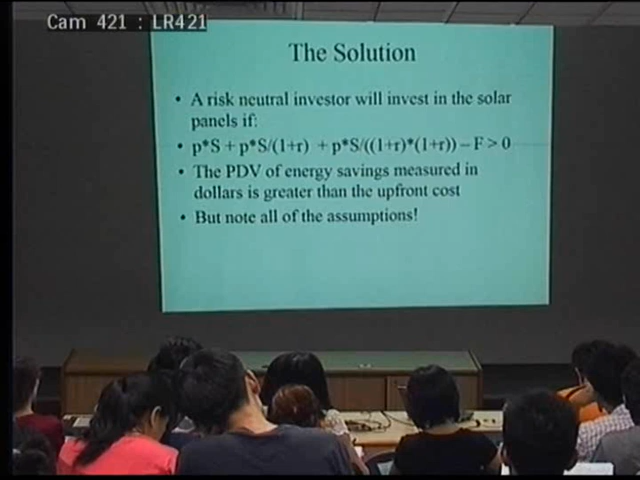 Cam 421 : LR421
The Solution
• A risk neutral investor will invest in the solar
panels if:
• p*S + p*S/(1+r) + p*S/((1+r)*(1+r)) – F > 0
• The PDV of energy savings measured in
dollars is greater than the upfront cost
• But note all of the assumptions!